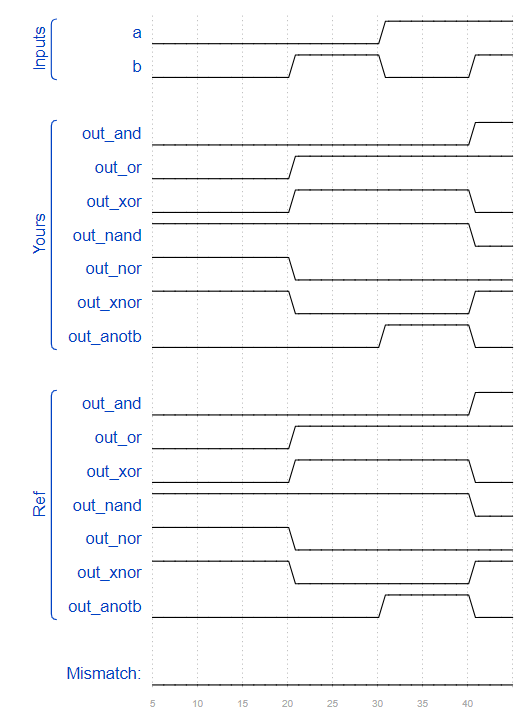 Inputs
a
b
Yours
out_and
out_or
out_xor
out_nand
out_nor
out_xnor
out_anotb
Ref
out_and
out_or
out_xor
out_nand
out_nor
out_xnor
out_anotb
Mismatch:
5 10 15 20 25 30 35 40